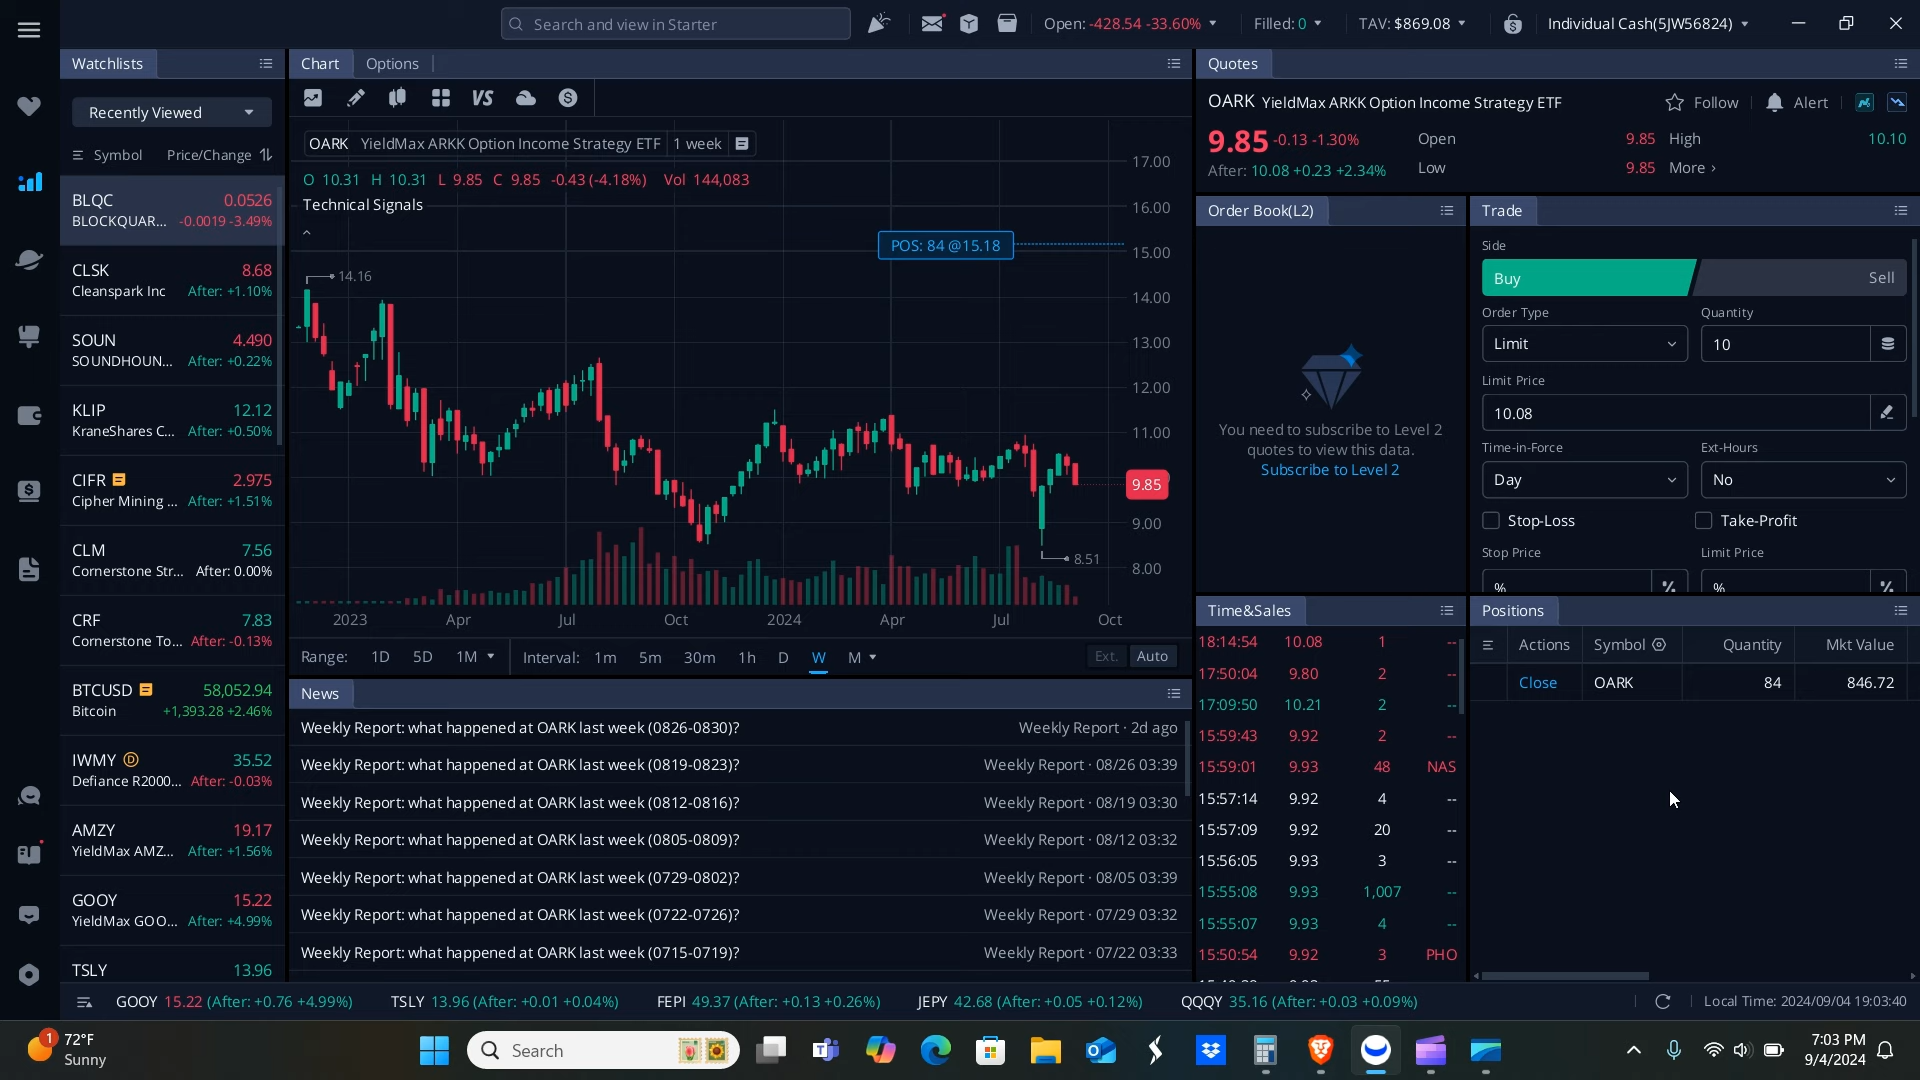 Search and view in Starter
Open: -428.54 -33.60%
Filled: 0
TAV: $869.08
Individual Cash(5JW56824)
Watchlists
Recently Viewed
Symbol Price/Change
BLQC 0.0526
BLOCKQUAR... -0.0019 -3.49%
CLSK 8.68
Cleanspark Inc After: +1.10%
SOUN 4.490
SOUNDHOUN... After: +0.22%
KLIP 12.12
KraneShares C... After: +0.50%
CIFR 2.975
Cipher Mining ... After: +1.51%
CLM 7.56
Cornerstone Str... After: 0.00%
CRF 7.83
Cornerstone To... After: -0.13%
BTCUSD 58,052.94
Bitcoin +1,393.28 +2.46%
IWMY D 35.52
Defiance R2000... After: -0.03%
AMZY 19.17
YieldMax AMZ... After: +1.56%
GOOY 15.22
YieldMax GOO... After: +4.99%
TSLY 13.96
Chart Options
VS
OARK YieldMax ARKK Option Income Strategy ETF 1 week
O 10.31 H 10.31 L 9.85 C 9.85 -0.43 (-4.18%) Vol 144,083
Technical Signals
POS: 84 @15.18
14.16
8.51
17.00
16.00
15.00
14.00
13.00
12.00
11.00
9.85
9.00
8.00
2023 Apr Jul Oct 2024 Apr Jul Oct
Range: 1D 5D 1M Interval: 1m 5m 30m 1h D W M Ext. Auto
News
Weekly Report: what happened at OARK last week (0826-0830)? Weekly Report · 2d ago
Weekly Report: what happened at OARK last week (0819-0823)? Weekly Report · 08/26 03:39
Weekly Report: what happened at OARK last week (0812-0816)? Weekly Report · 08/19 03:30
Weekly Report: what happened at OARK last week (0805-0809)? Weekly Report · 08/12 03:32
Weekly Report: what happened at OARK last week (0729-0802)? Weekly Report · 08/05 03:39
Weekly Report: what happened at OARK last week (0722-0726)? Weekly Report · 07/29 03:32
Weekly Report: what happened at OARK last week (0715-0719)? Weekly Report · 07/22 03:33
Quotes
OARK YieldMax ARKK Option Income Strategy ETF
Follow
Alert
9.85 -0.13 -1.30%
Open 9.85 High 10.10
After: 10.08 +0.23 +2.34%
Low 9.85 More ›
Order Book(L2)
You need to subscribe to Level 2
quotes to view this data.
Subscribe to Level 2
Trade
Side
Buy Sell
Order Type Quantity
Limit 10
Limit Price
10.08
Time-in-Force Ext-Hours
Day No
Stop-Loss Take-Profit
Stop Price Limit Price
% %
Time&Sales
18:14:54 10.08 1 --
17:50:04 9.80 2 --
17:09:50 10.21 2 --
15:59:43 9.92 2 --
15:59:01 9.93 48 NAS
15:57:14 9.92 4 --
15:57:09 9.92 20 --
15:56:05 9.93 3 --
15:55:08 9.93 1,007 --
15:55:07 9.93 4 --
15:50:54 9.92 3 PHO
Positions
Actions Symbol Quantity Mkt Value
Close OARK 84 846.72
GOOY 15.22 (After: +0.76 +4.99%) TSLY 13.96 (After: +0.01 +0.04%) FEPI 49.37 (After: +0.13 +0.26%) JEPY 42.68 (After: +0.05 +0.12%) QQQY 35.16 (After: +0.03 +0.09%)
Local Time: 2024/09/04 19:03:40
1
72°F
Sunny
Search
7:03 PM
9/4/2024